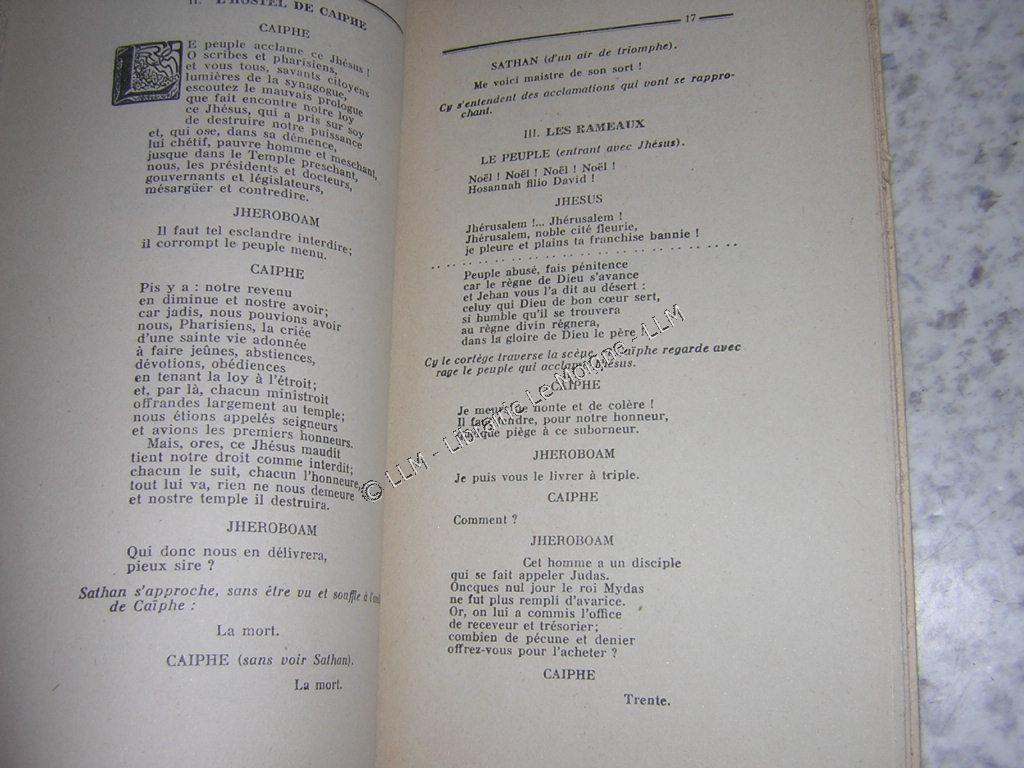 II. L'HOSTEL DE CAIPHE
CAIPHE
LE peuple acclame ce Jhésus !
O scribes et pharisiens,
et vous tous, savants citoyens
lumières de la synagogue,
escoutez le mauvais prologue
que fait encontre notre loy
ce Jhésus, qui a pris sur soy
de destruire notre puissance
et, qui ose, dans sa démence,
lui chétif, pauvre homme et meschant,
jusque dans le Temple preschant,
nous, les présidents et docteurs,
gouvernants et législateurs,
mésargüer et contredire.
JHEROBOAM
Il faut tel esclandre interdire;
il corrompt le peuple menu.
CAIPHE
Pis y a : notre revenu
en diminue et nostre avoir;
car jadis, nous pouvions avoir
nous, Pharisiens, la criée
d'une sainte vie adonnée
à faire jeûnes, abstiences,
dévotions, obédiences
en tenant la loy à l'étroit;
et, par là, chacun ministroit
offrandes largement au temple;
nous étions appelés seigneurs
et avions les premiers honneurs.
Mais, ores, ce Jhésus maudit
tient notre droit comme interdit;
chacun le suit, chacun l'honneure,
tout lui va, rien ne nous demeure
et nostre temple il destruira.
JHEROBOAM
Qui donc nous en délivrera,
pieux sire ?
Sathan s'approche, sans être vu et souffle à
de Caïphe :
La mort.
CAIPHE (sans voir Sathan).
La mort.
— 17 —
SATHAN (d'un air de triomphe).
Me voici maistre de son sort !
Cy s'entendent des acclamations qui vont se rappro-
chant.
III. LES RAMEAUX
LE PEUPLE (entrant avec Jhésus).
Noël ! Noël ! Noël ! Noël !
Hosannah filio David !
JHESUS
Jhérusalem !... Jhérusalem !
Jhérusalem, noble cité fleurie,
je pleure et plains ta franchise bannie !
Peuple abusé, fais pénitence
car le règne de Dieu s'avance
et Jehan vous l'a dit au désert :
celuy qui Dieu de bon cœur sert,
si humble qu'il se trouvera
au règne divin régnera,
dans la gloire de Dieu le père !
Cy le cortège traverse la scène. Caïphe regarde avec
rage le peuple qui acclame Jhésus.
CAIPHE
Je meurs de honte et de colère !
Il faut tendre, pour notre honneur,
quelque piège à ce suborneur.
JHEROBOAM
Je puis vous le livrer à triple.
CAIPHE
Comment ?
JHEROBOAM
Cet homme a un disciple
qui se fait appeler Judas.
Oncques nul jour le roi Mydas
ne fut plus rempli d'avarice.
Or, on lui a commis l'office
de receveur et trésorier;
combien de pécune et denier
offrez-vous pour l'acheter ?
CAIPHE
Trente.
© LLM - Librairie Le Moigne - LLM